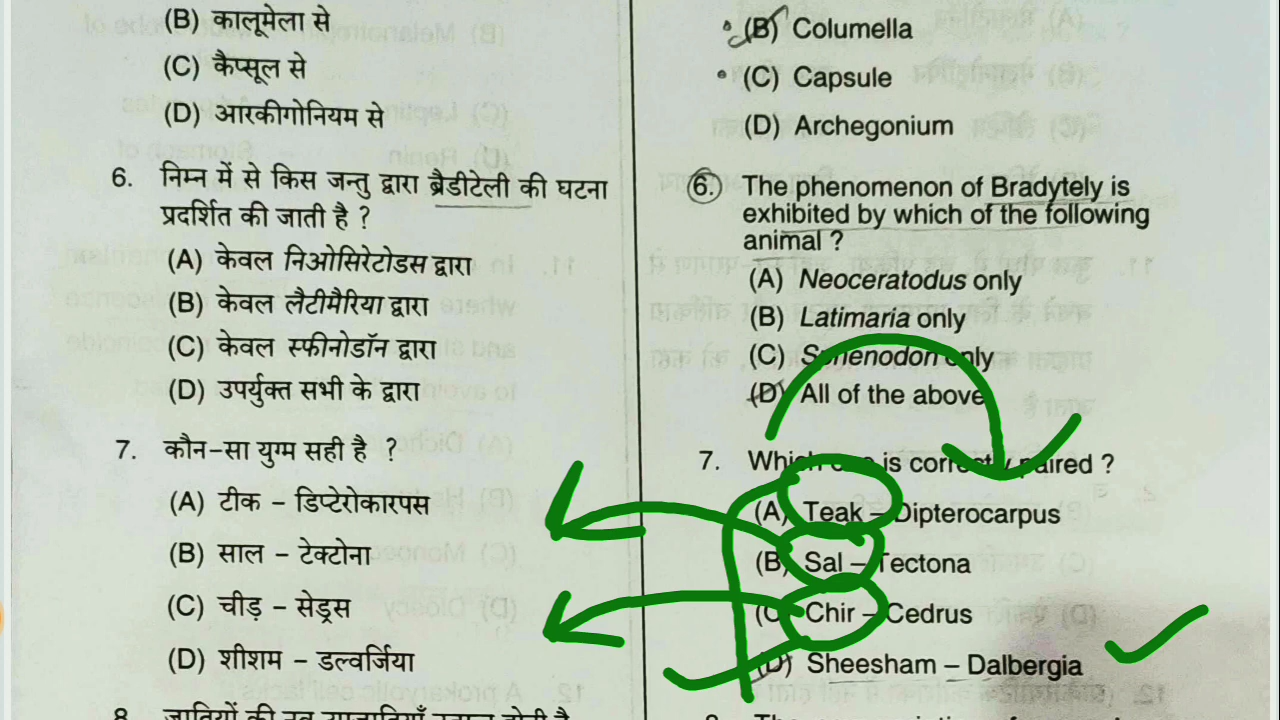 (B) कालूमेला से
(C) कैप्सूल से
(D) आरकीगोनियम से
6. निम्न में से किस जन्तु द्वारा ब्रैडीटेली की घटना
प्रदर्शित की जाती है ?
(A) केवल निओसिरेटोडस द्वारा
(B) केवल लैटीमैरिया द्वारा
(C) केवल स्फीनोडॉन द्वारा
(D) उपर्युक्त सभी के द्वारा
7. कौन-सा युग्म सही है ?
(A) टीक – डिप्टेरोकारपस
(B) साल – टेक्टोना
(C) चीड़ – सेड्रस
(D) शीशम – डल्वर्जिया
(B) Columella
(C) Capsule
(D) Archegonium
6. The phenomenon of Bradytely is
exhibited by which of the following
animal ?
(A) Neoceratodus only
(B) Latimaria only
(C) Sphenodon only
(D) All of the above
7. Which one is correctly paired ?
(A) Teak – Dipterocarpus
(B) Sal – Tectona
(C) Chir – Cedrus
(D) Sheesham – Dalbergia